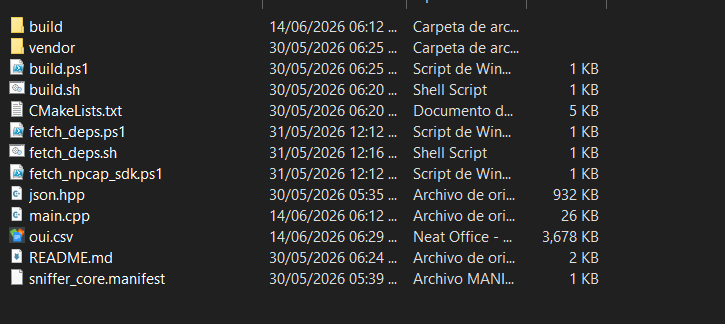 build 14/06/2026 06:12 ... Carpeta de arc...
vendor 30/05/2026 06:25 ... Carpeta de arc...
build.ps1 30/05/2026 06:25 ... Script de Win... 1 KB
build.sh 30/05/2026 06:20 ... Shell Script 1 KB
CMakeLists.txt 30/05/2026 06:20 ... Documento d... 5 KB
fetch_deps.ps1 31/05/2026 12:12 ... Script de Win... 1 KB
fetch_deps.sh 31/05/2026 12:16 ... Shell Script 1 KB
fetch_npcap_sdk.ps1 31/05/2026 12:12 ... Script de Win... 1 KB
json.hpp 30/05/2026 05:35 ... Archivo de ori... 932 KB
main.cpp 14/06/2026 06:12 ... Archivo de ori... 26 KB
oui.csv 14/06/2026 06:29 ... Neat Office - ... 3,678 KB
README.md 30/05/2026 06:24 ... Archivo de ori... 2 KB
sniffer_core.manifest 30/05/2026 05:39 ... Archivo MANI... 1 KB